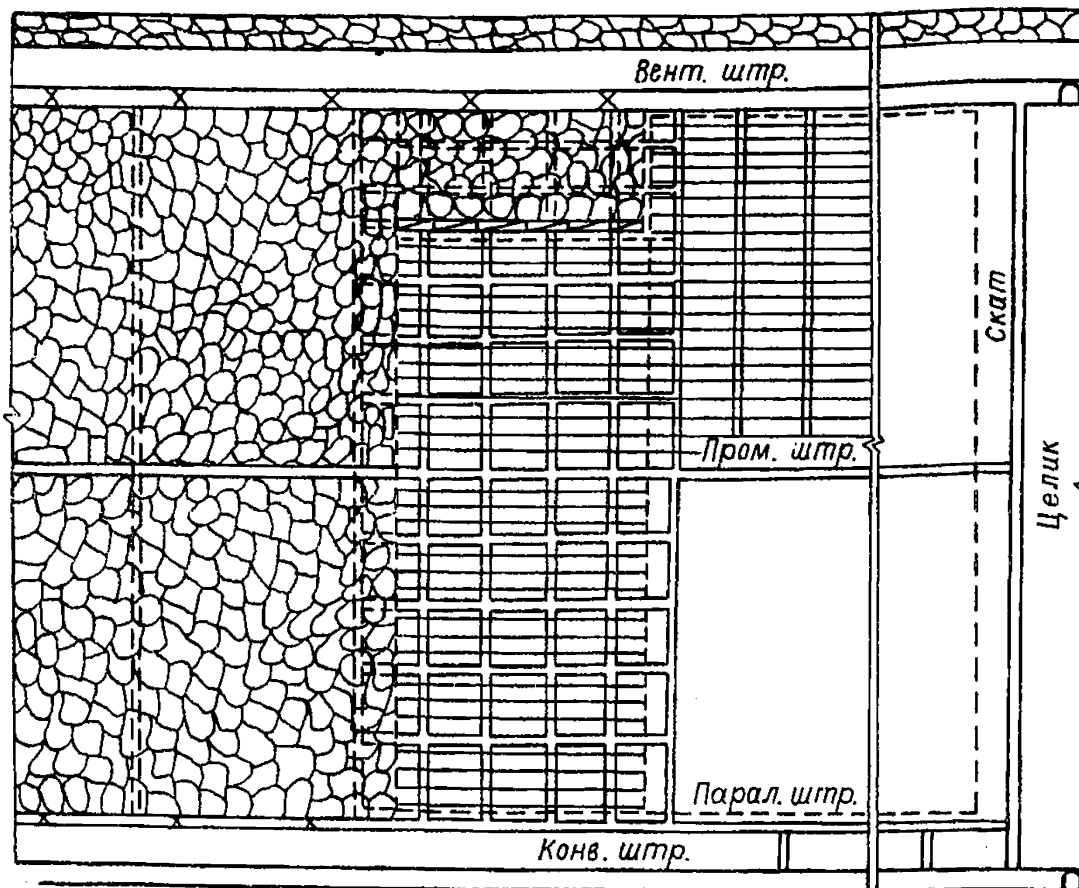 Вент. штр.
Скат
Пром. штр.
Целик
Парал. штр.
Конв. штр.